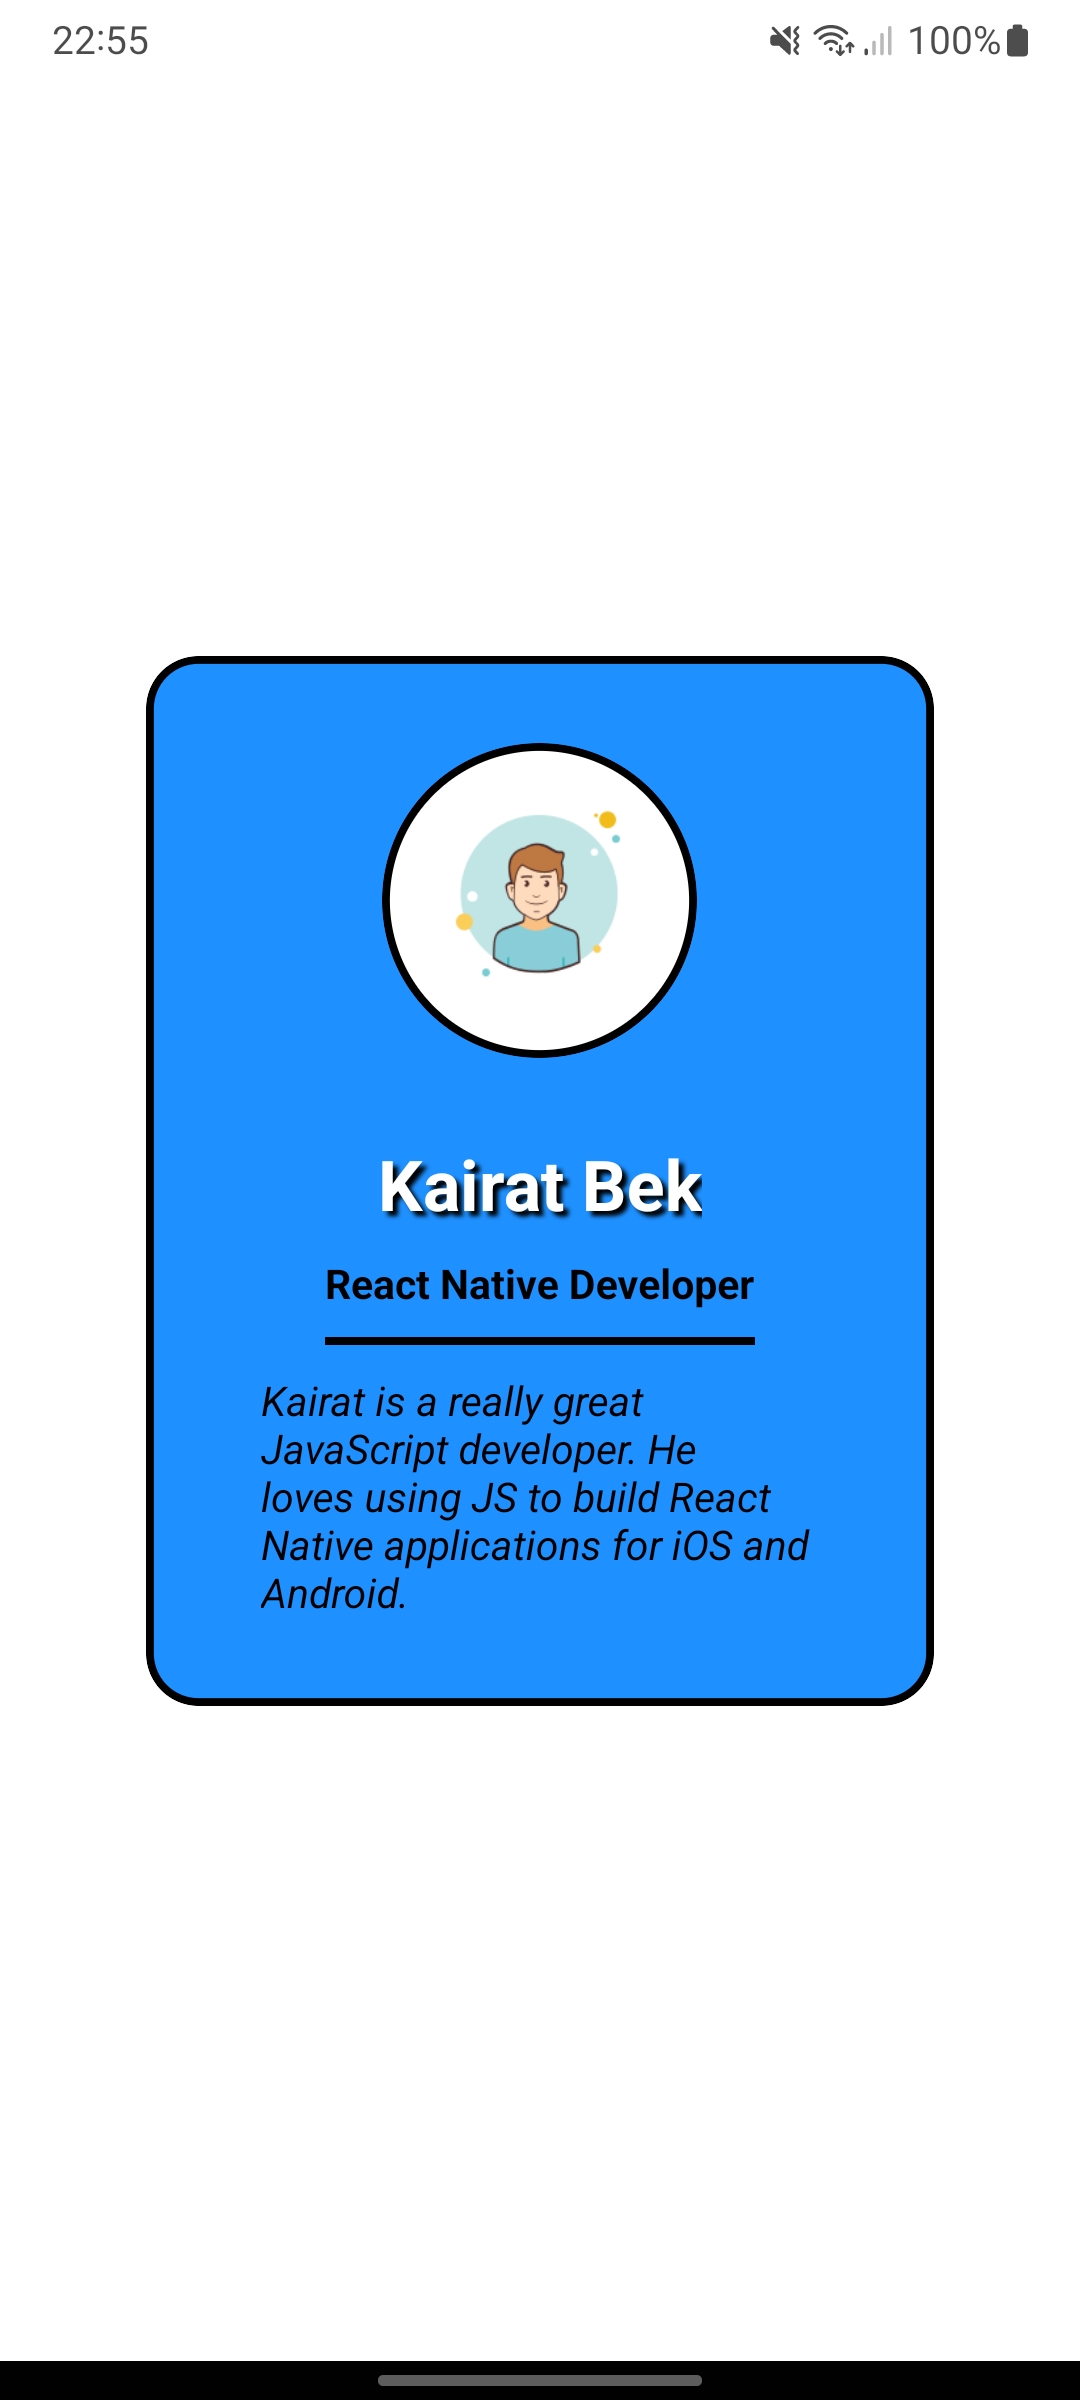 22:55
100%
Kairat Bek
React Native Developer
Kairat is a really great
JavaScript developer. He
loves using JS to build React
Native applications for iOS and
Android.